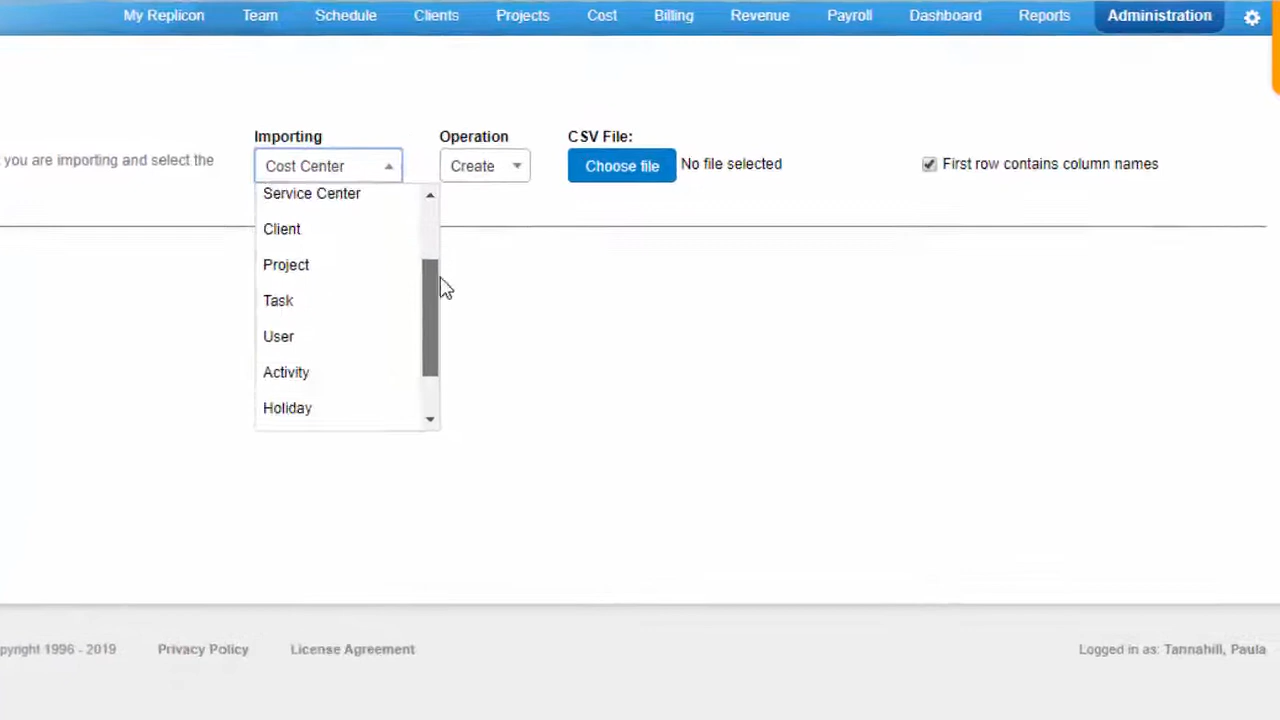 My Replicon Team Schedule Clients Projects Cost Billing Revenue Payroll Dashboard Reports Administration
Importing Operation CSV File:
you are importing and select the Cost Center Create Choose file No file selected First row contains column names
Service Center
Client
Project
Task
User
Activity
Holiday
pyright 1996 - 2019 Privacy Policy License Agreement Logged in as: Tannahill, Paula